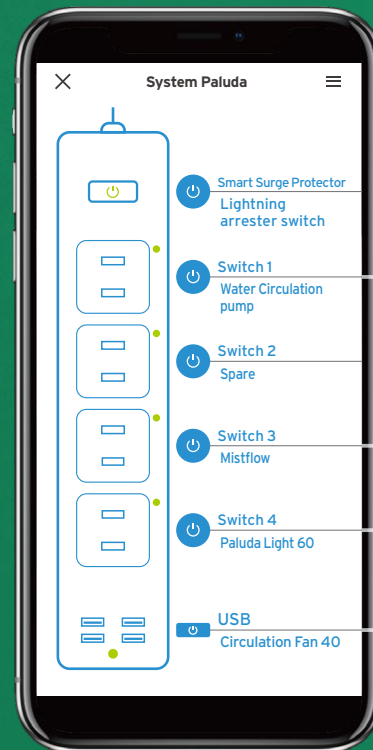 System Paluda
Smart Surge Protector
Lightning
arrester switch
Switch 1
Water Circulation
pump
Switch 2
Spare
Switch 3
Mistflow
Switch 4
Paluda Light 60
USB
Circulation Fan 40